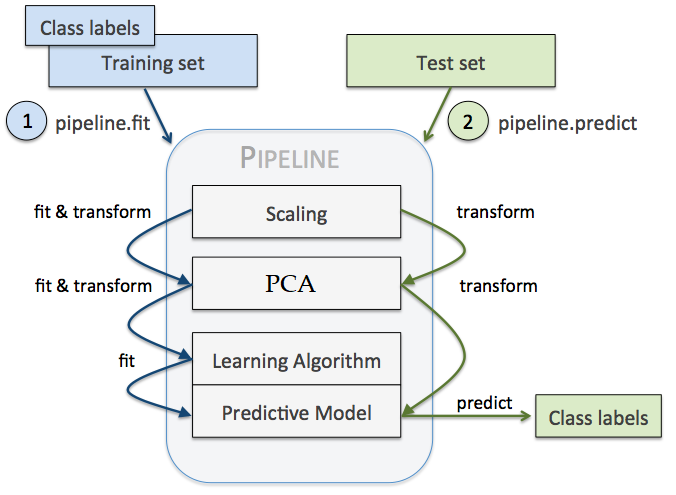 Class labels
Training set
Test set
1
pipeline.fit
2
pipeline.predict
PIPELINE
fit & transform
Scaling
transform
fit & transform
PCA
transform
fit
Learning Algorithm
Predictive Model
predict
Class labels